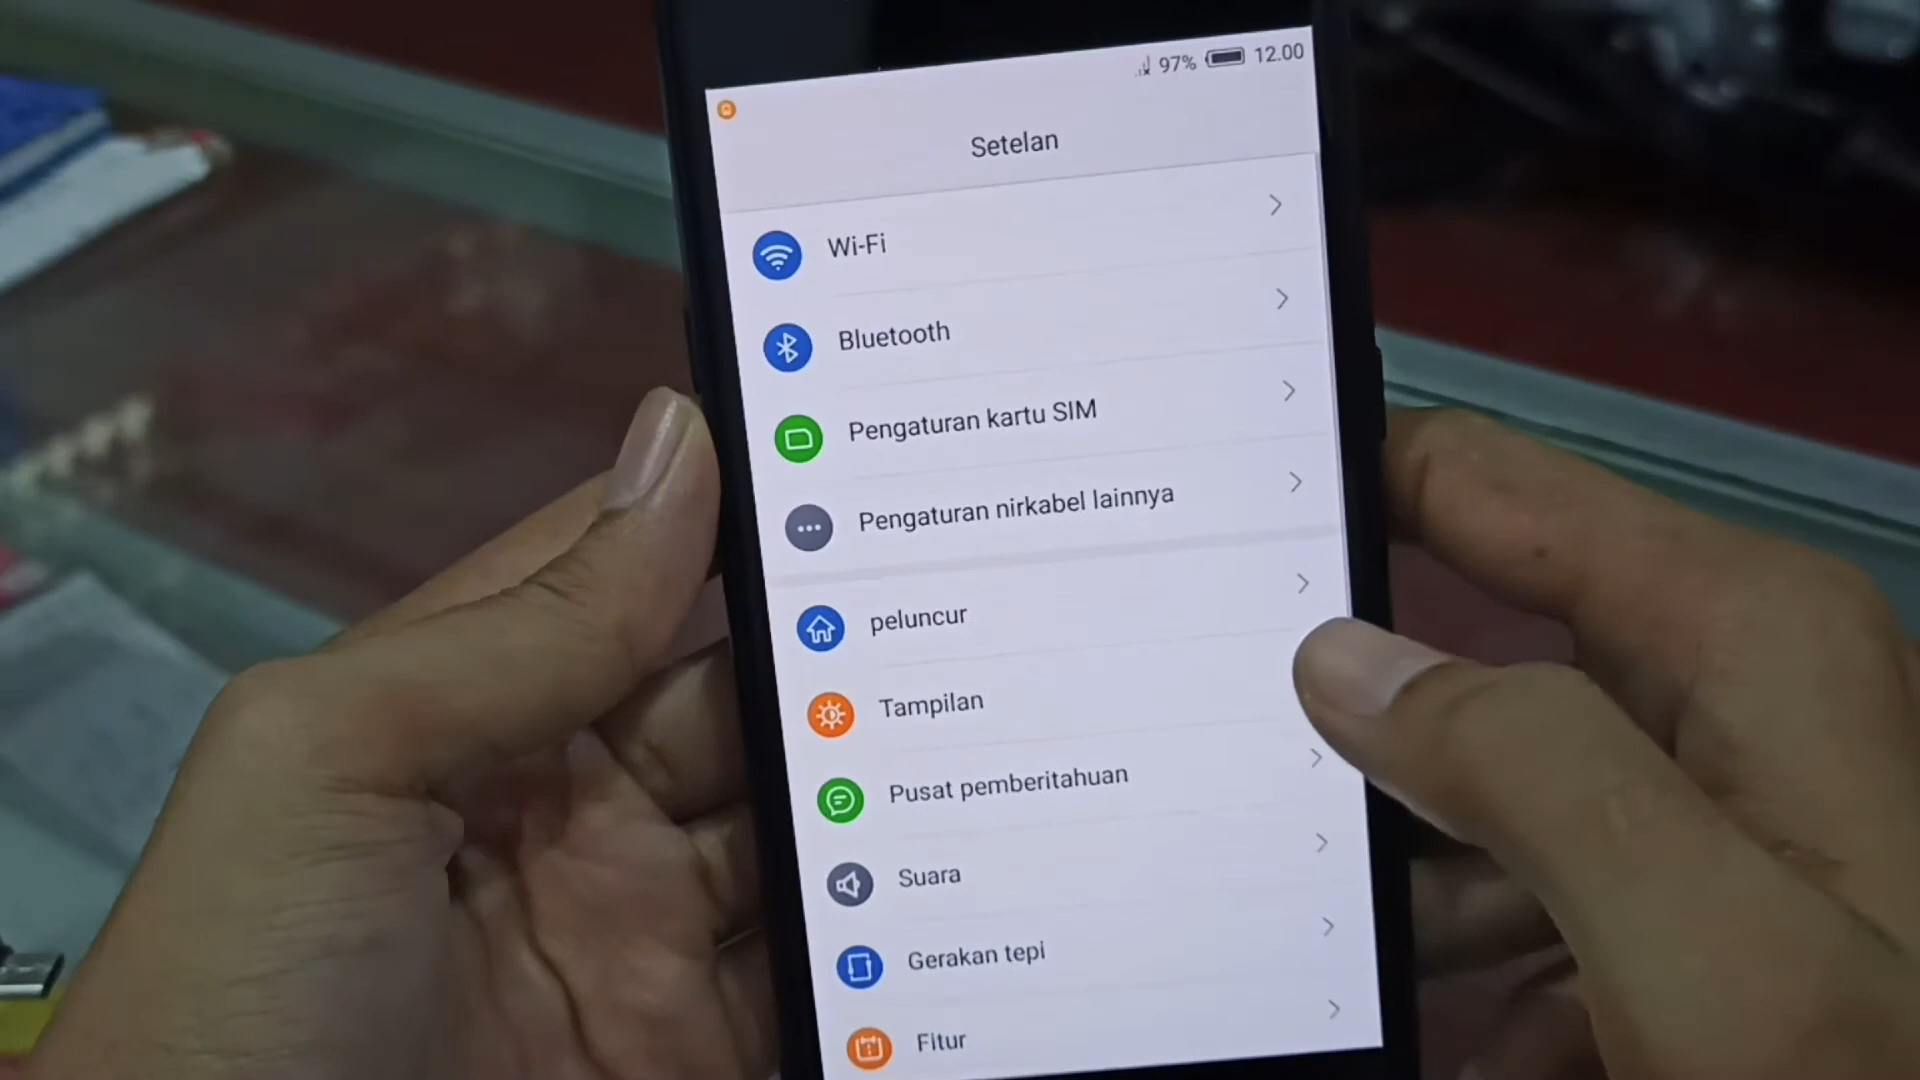 97% 12.00
Setelan
Wi-Fi
Bluetooth
Pengaturan kartu SIM
Pengaturan nirkabel lainnya
peluncur
Tampilan
Pusat pemberitahuan
Suara
Gerakan tepi
Fitur